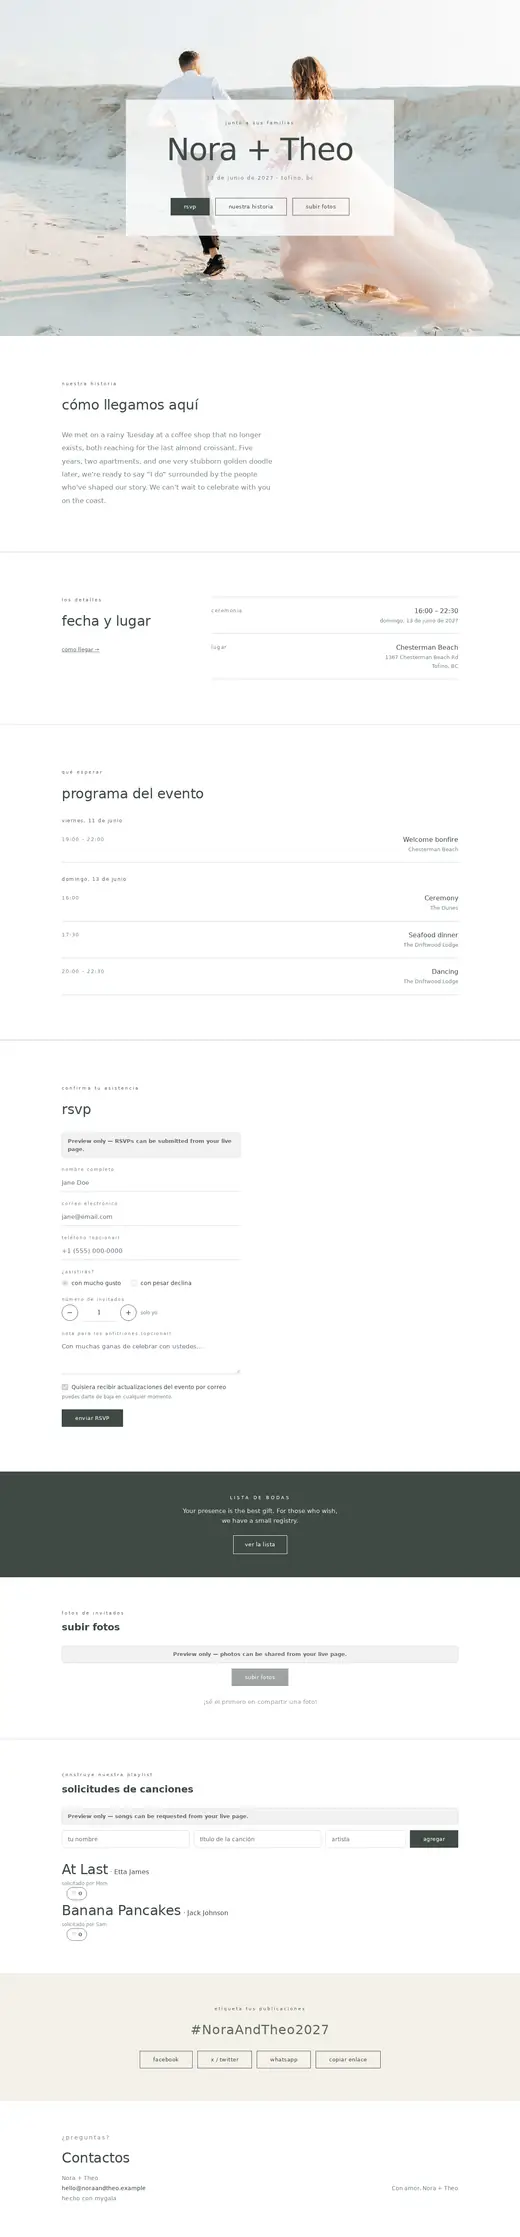 junto a sus familias
Nora + Theo
13 de junio de 2027 · tofino, bc
rsvp
nuestra historia
subir fotos
nuestra historia
cómo llegamos aquí
We met on a rainy Tuesday at a coffee shop that no longer
exists, both reaching for the last almond croissant. Five
years, two apartments, and one very stubborn golden doodle
later, we're ready to say "I do" surrounded by the people
who've shaped our story. We can't wait to celebrate with you
on the coast.
los detalles
fecha y lugar
cómo llegar →
ceremonia
16:00 – 22:30
domingo, 13 de junio de 2027
lugar
Chesterman Beach
1367 Chesterman Beach Rd
Tofino, BC
qué esperar
programa del evento
viernes, 11 de junio
19:00 – 22:00
Welcome bonfire
Chesterman Beach
domingo, 13 de junio
16:00
Ceremony
The Dunes
17:30
Seafood dinner
The Driftwood Lodge
20:00 – 22:30
Dancing
The Driftwood Lodge
confirma tu asistencia
rsvp
Preview only — RSVPs can be submitted from your live
page.
nombre completo
Jane Doe
correo electrónico
jane@email.com
teléfono (opcional)
+1 (555) 000-0000
¿asistirás?
con mucho gusto
con pesar declina
número de invitados
−
1
+
solo yo
nota para los anfitriones (opcional)
Con muchas ganas de celebrar con ustedes...
Quisiera recibir actualizaciones del evento por correo
puedes darte de baja en cualquier momento
enviar RSVP
LISTA DE BODAS
Your presence is the best gift. For those who wish,
we have a small registry.
ver la lista
fotos de invitados
subir fotos
Preview only — photos can be shared from your live page.
subir fotos
¡sé el primero en compartir una foto!
construye nuestra playlist
solicitudes de canciones
Preview only — songs can be requested from your live page.
tu nombre
título de la canción
artista
agregar
At Last · Etta James
solicitado por Mom
♡ 0
Banana Pancakes · Jack Johnson
solicitado por Sam
♡ 0
etiqueta tus publicaciones
#NoraAndTheo2027
facebook
x / twitter
whatsapp
copiar enlace
¿preguntas?
Contactos
Nora + Theo
hello@noraandtheo.example
Con amor, Nora + Theo
hecho con mygala